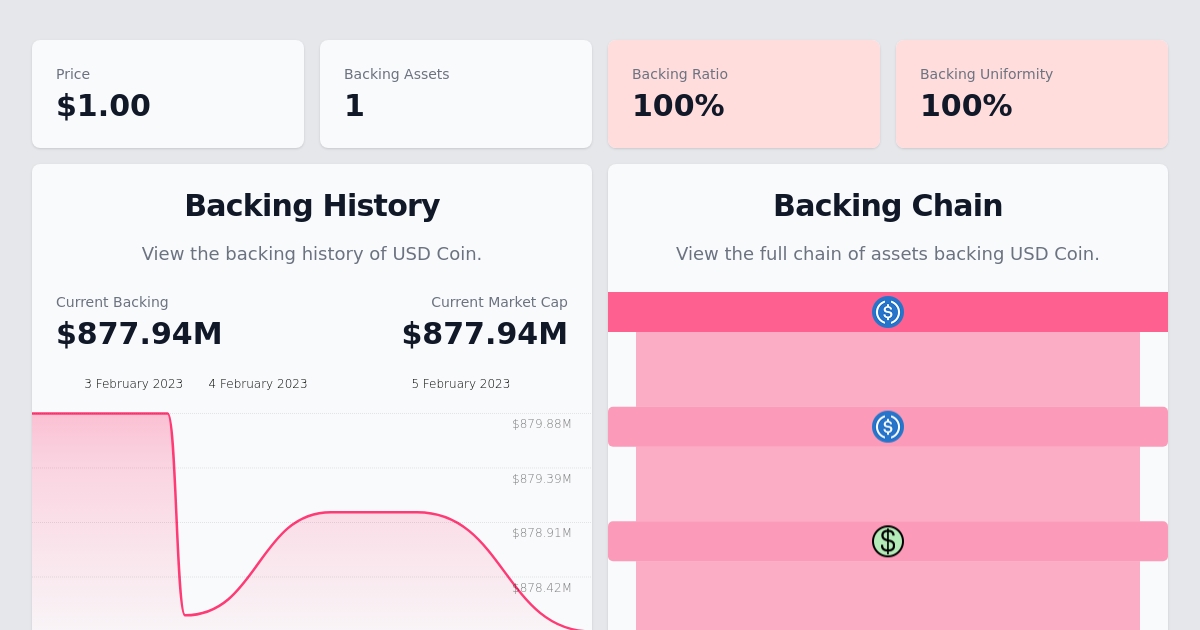 Price
$1.00
Backing Assets
1
Backing Ratio
100%
Backing Uniformity
100%
Backing History
View the backing history of USD Coin.
Current Backing
$877.94M
Current Market Cap
$877.94M
3 February 2023
4 February 2023
5 February 2023
$879.88M
$879.39M
$878.91M
$878.42M
Backing Chain
View the full chain of assets backing USD Coin.
$
$
$